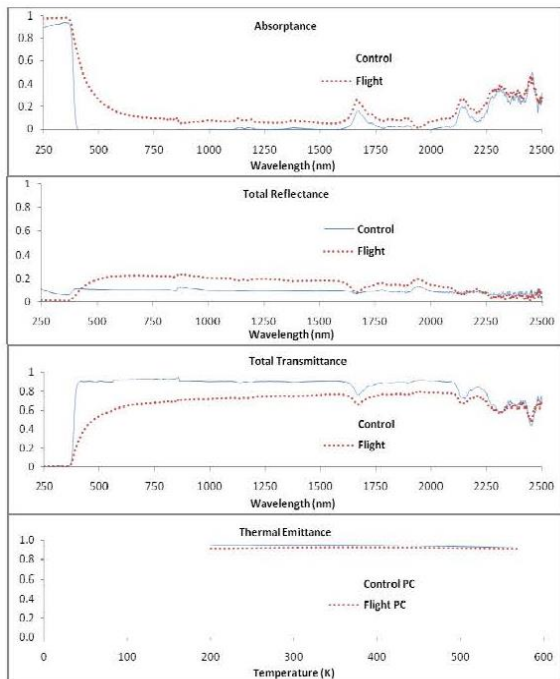 Absorptance
1
0.8
0.6
0.4
0.2
0
Control
Flight
250 500 750 1000 1250 1500 1750 2000 2250 2500
Wavelength (nm)
Total Reflectance
1
0.8
0.6
0.4
0.2
0
Control
Flight
250 500 750 1000 1250 1500 1750 2000 2250 2500
Wavelength (nm)
Total Transmittance
1
0.8
0.6
0.4
0.2
0
Control
Flight
250 500 750 1000 1250 1500 1750 2000 2250 2500
Wavelength (nm)
Thermal Emittance
1.0
0.8
0.6
0.4
0.2
0.0
Control PC
Flight PC
0 100 200 300 400 500 600
Temperature (K)